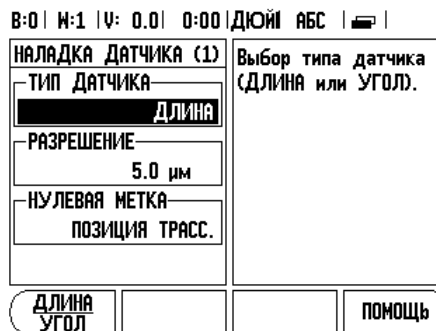 B:0 | И:1 | V: 0.0 | 0:00 | ДЮЙМ АБС
НАЛАДКА ДАТЧИКА (1)
ТИП ДАТЧИКА
ДЛИНА
РАЗРЕШЕНИЕ
5.0 µм
НУЛЕВАЯ МЕТКА
ПОЗИЦИЯ ТРАСС.
Выбор типа датчика
(ДЛИНА или УГОЛ).
ДЛИНА
УГОЛ
ПОМОЩЬ